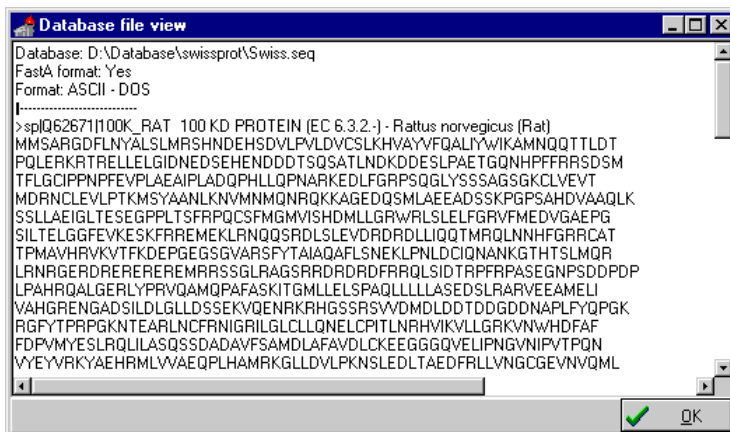 Database file view
Database: D:\Database\swissprot\Swiss.seq
FastA format: Yes
Format: ASCII - DOS
|---------------------------
>sp|Q62671|100K_RAT 100 KD PROTEIN (EC 6.3.2.-) - Rattus norvegicus (Rat)
MMSARGDFLNYALSLMRSHNDEHSDVLPVLDVCSLKHVAYVFQALIYWIKAMNQQTTLDT
PQLERKRTRELLELGIDNEDSEHENDDDTSQSATLNDKDDESLPAETGQNHPFFRRSDSM
TFLGCIPPNPFEVPLAEAIPLADQPHLLQPNARKEDLFGRPSQGLYSSSAGSGKCLVEVT
MDRNCLEVLPTKMSYAANLKNVMNMQNRQKKAGEDQSMLAEEADSSKPGPSAHDVAAQLK
SSLLAEIGLTESEGPPLTSFRPQCSFMGMVISHDMLLGRWRLSLELFGRVFMEDVGAEPG
SILTELGGFEVKESKFRREMEKLRNQQSRDLSLEVDRDRDLLIQQTMRQLNNHFGRRCAT
TPMAVHRVKVTFKDEPGEGSGVARSFYTAIAQAFLSNEKLPNLDCIQNANKGTHTSLMQR
LRNRGERDREREREREMRRSSGLRAGSRRDRDRDFRRQLSIDTRPFRPASEGNPSDDPDP
LPAHRQALGERLYPRVQAMQPAFASKITGMLLELSPAQLLLLLASEDSLRARVEEAMELI
VAHGRENGADSILDLGLLDSSEKVQENRKRHGSSRSVVDMDLDDTDDGDDNAPLFYQPGK
RGFYTPRPGKNTEARLNCFRNIGRILGLCLLQNELCPITLNRHVIKVLLGRKVNWHDFAF
FDPVMYESLRQLILASQSSDADAVFSAMDLAFAVDLCKEEGGGQVELIPNGVNIPVTPQN
VYEYVRKYAEHRMLVVAEQPLHAMRKGLLDVLPKNSLEDLTAEDFRLLVNGCGEVNVQML
OK